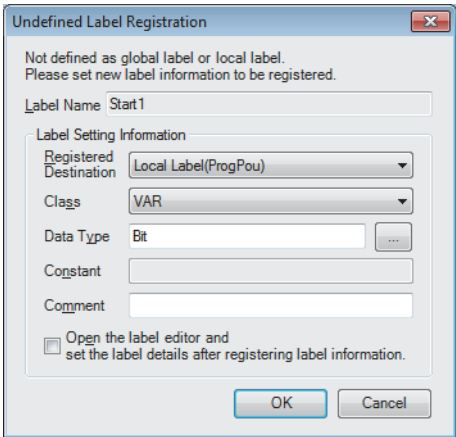 Undefined Label Registration
Not defined as global label or local label.
Please set new label information to be registered.
Label Name Start1
Label Setting Information
Registered
Destination Local Label(ProgPou)
Class VAR
Data Type Bit ...
Constant
Comment
Open the label editor and
set the label details after registering label information.
OK Cancel